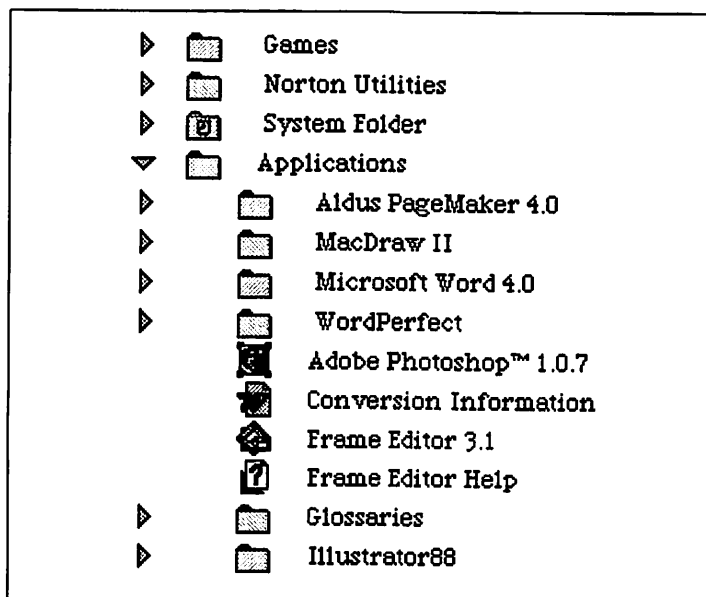 Games
Norton Utilities
System Folder
Applications
Aldus PageMaker 4.0
MacDraw II
Microsoft Word 4.0
WordPerfect
Adobe Photoshop™ 1.0.7
Conversion Information
Frame Editor 3.1
Frame Editor Help
Glossaries
Illustrator88